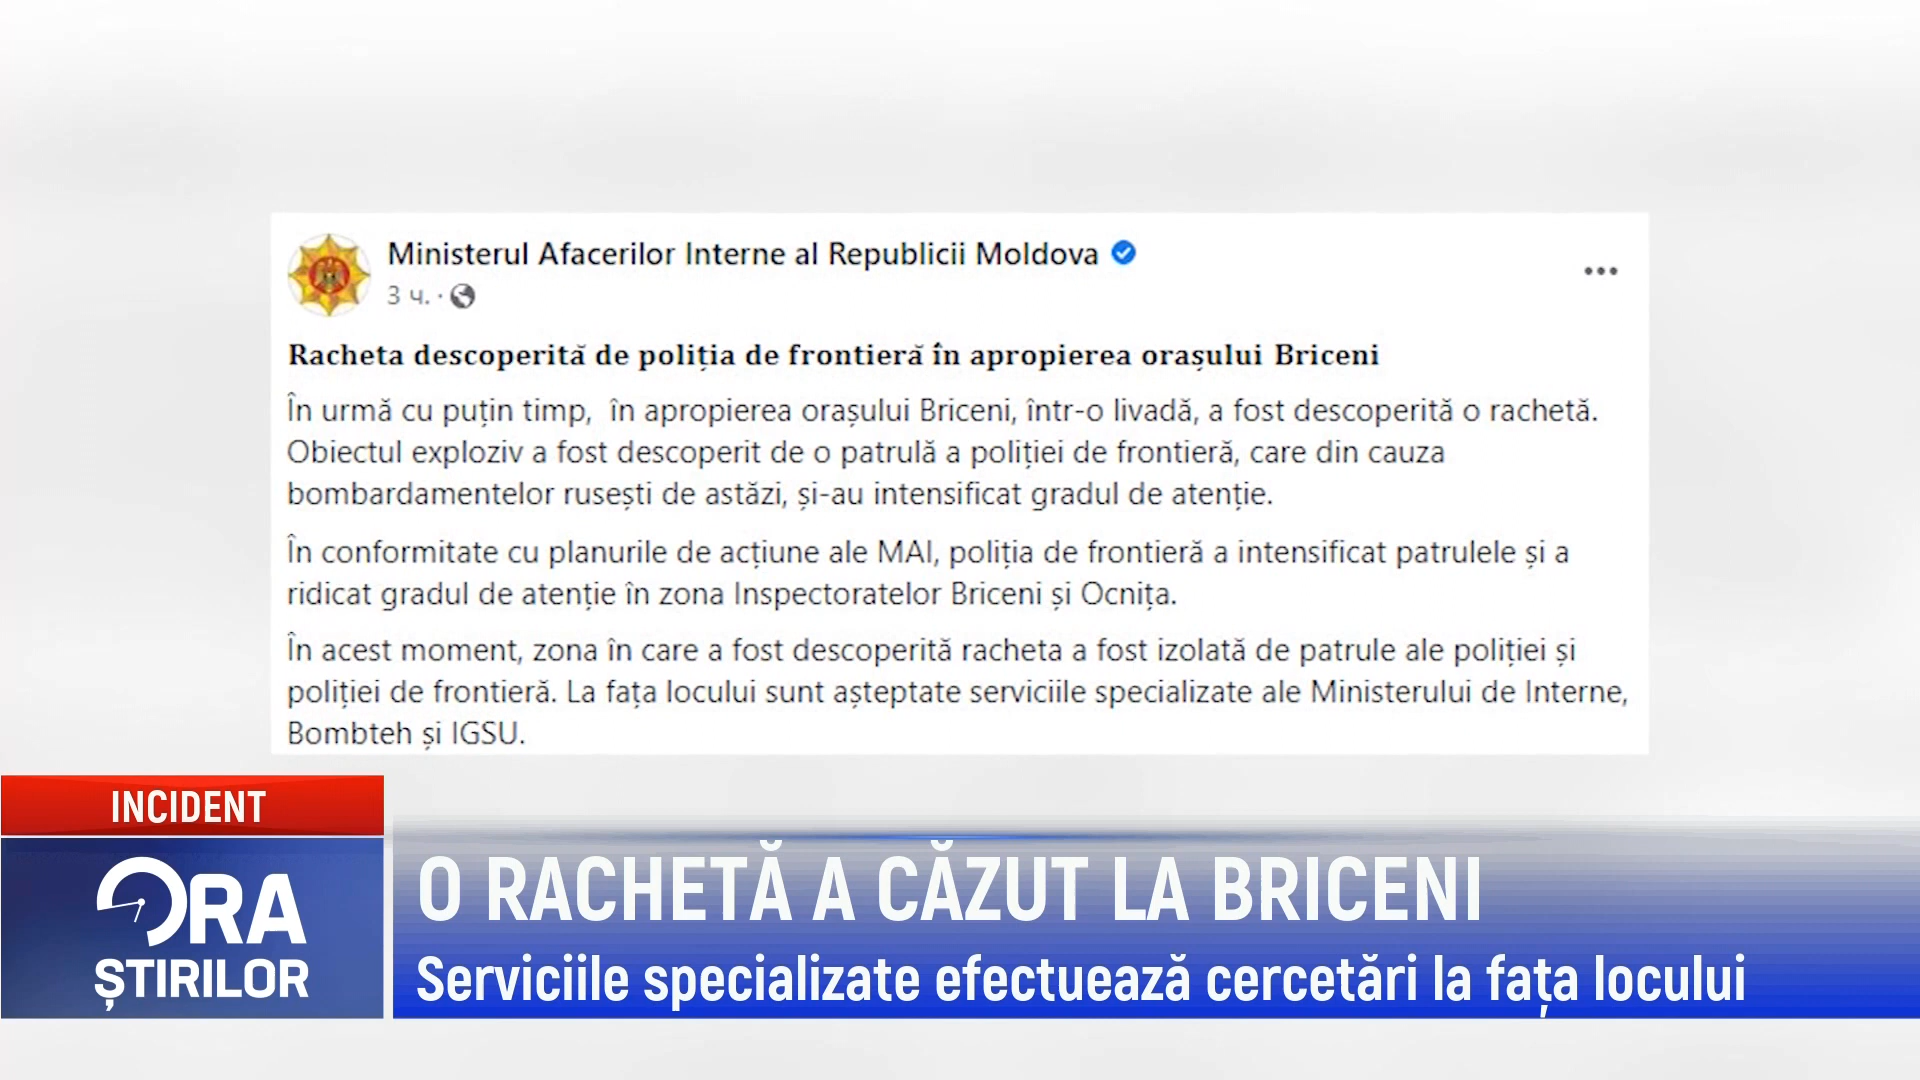 Ministerul Afacerilor Interne al Republicii Moldova
3 ч. ·
Racheta descoperită de poliția de frontieră în apropierea orașului Briceni
În urmă cu puțin timp, în apropierea orașului Briceni, într-o livadă, a fost descoperită o rachetă.
Obiectul exploziv a fost descoperit de o patrulă a poliției de frontieră, care din cauza
bombardamentelor rusești de astăzi, și-au intensificat gradul de atenție.
În conformitate cu planurile de acțiune ale MAI, poliția de frontieră a intensificat patrulele și a
ridicat gradul de atenție în zona Inspectoratelor Briceni și Ocnița.
În acest moment, zona în care a fost descoperită racheta a fost izolată de patrule ale poliției și
poliției de frontieră. La fața locului sunt așteptate serviciile specializate ale Ministerului de Interne,
Bombteh și IGSU.
INCIDENT
ORA
ȘTIRILOR
O RACHETĂ A CĂZUT LA BRICENI
Serviciile specializate efectuează cercetări la fața locului